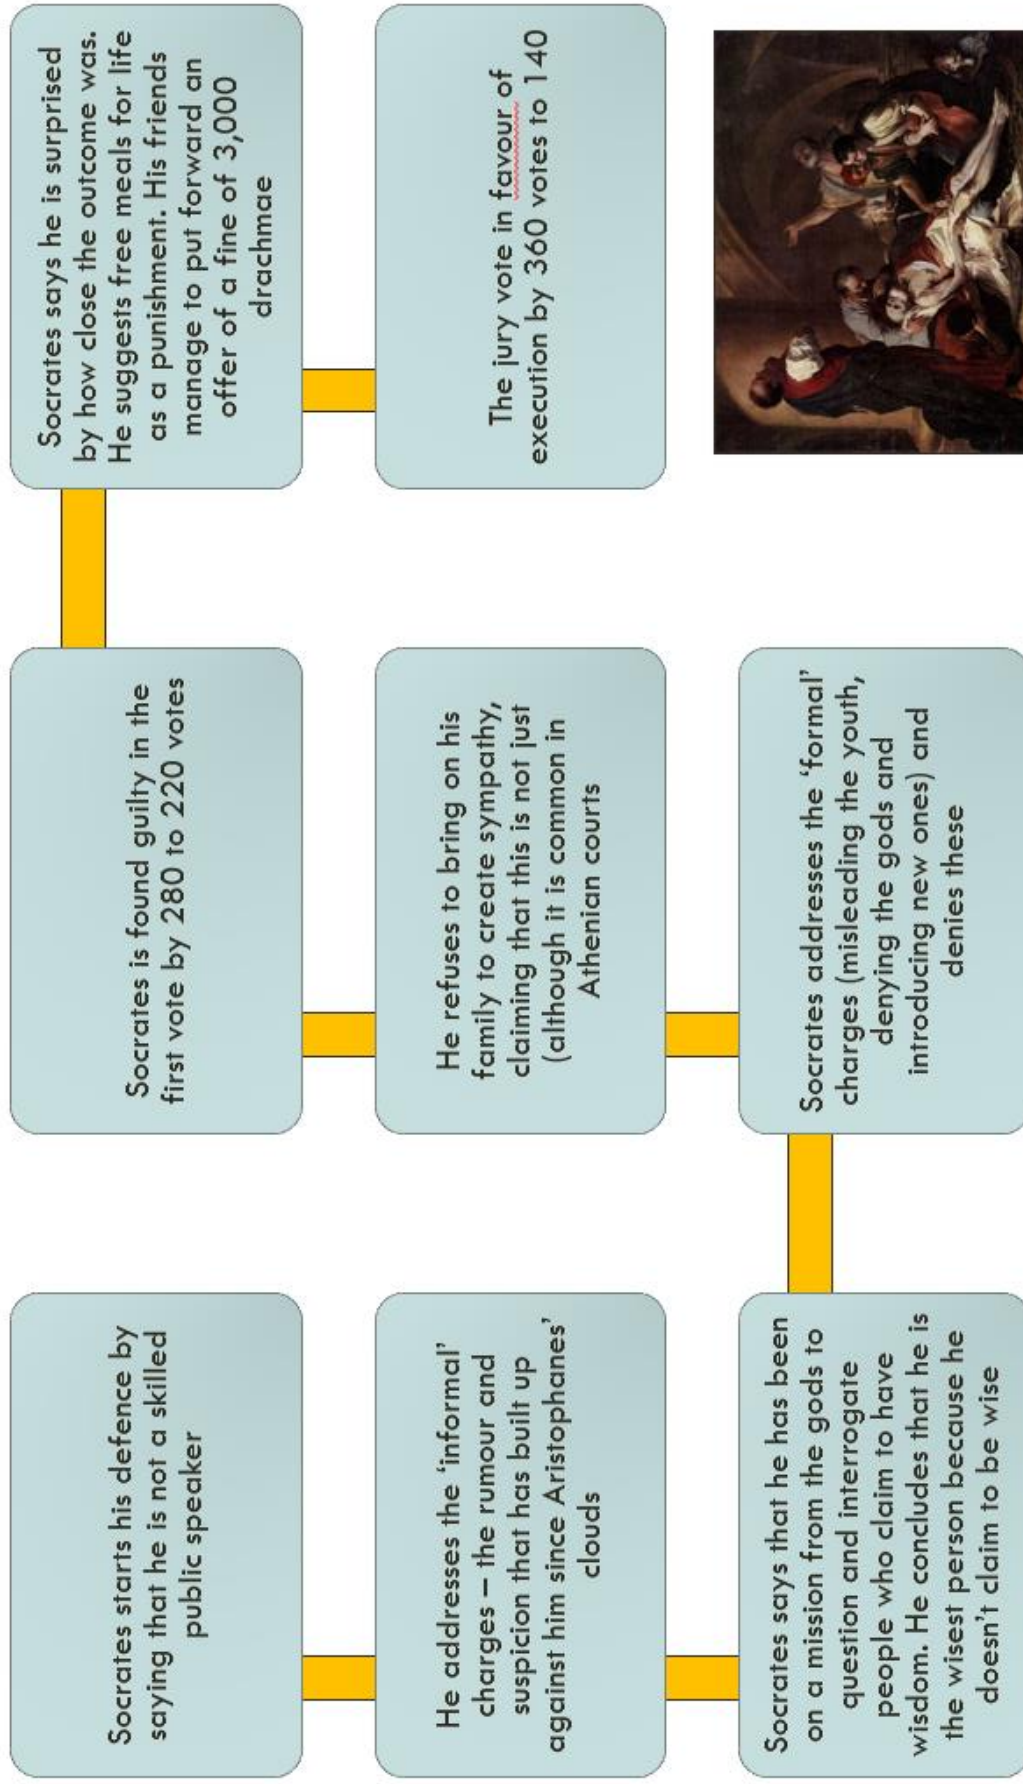 Socrates starts his defence by
saying that he is not a skilled
public speaker
He addresses the ‘informal’
charges – the rumour and
suspicion that has built up
against him since Aristophanes’
clouds
Socrates says that he has been
on a mission from the gods to
question and interrogate
people who claim to have
wisdom. He concludes that he is
the wisest person because he
doesn’t claim to be wise
Socrates addresses the ‘formal’
charges (misleading the youth,
denying the gods and
introducing new ones) and
denies these
He refuses to bring on his
family to create sympathy,
claiming that this is not just
(although it is common in
Athenian courts
Socrates is found guilty in the
first vote by 280 to 220 votes
Socrates says he is surprised
by how close the outcome was.
He suggests free meals for life
as a punishment. His friends
manage to put forward an
offer of a fine of 3,000
drachmae
The jury vote in favour of
execution by 360 votes to 140